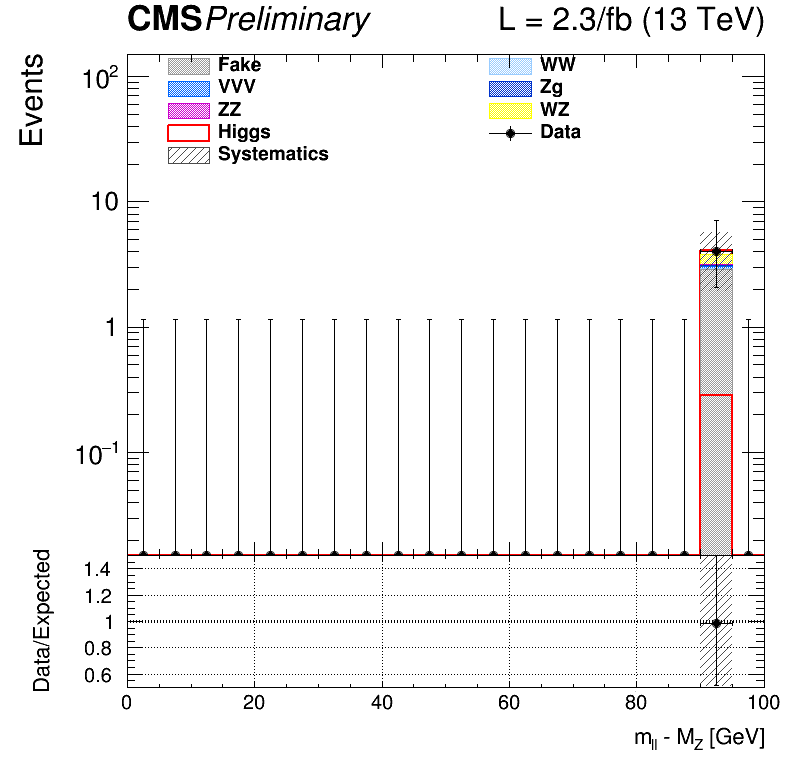 CMS Preliminary L = 2.3/fb (13 TeV)
Events
Fake WW
VVV Zg
ZZ WZ
Higgs Data
Systematics
10²
10
1
10⁻¹
Data/Expected
1.4
1.2
1
0.8
0.6
0 20 40 60 80 100
mll - MZ [GeV]